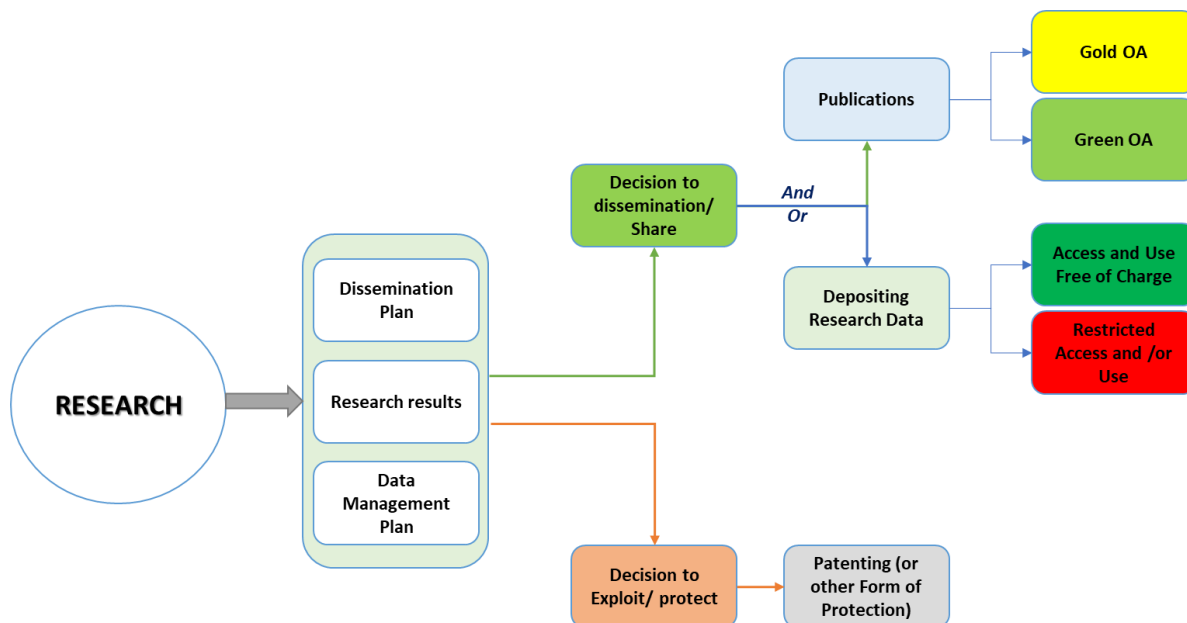 RESEARCH
Dissemination
Plan
Research results
Data
Management
Plan
Decision to
dissemination/
Share
And
Or
Publications
Gold OA
Green OA
Depositing
Research Data
Access and Use
Free of Charge
Restricted
Access and /or
Use
Decision to
Exploit/ protect
Patenting (or
other Form of
Protection)